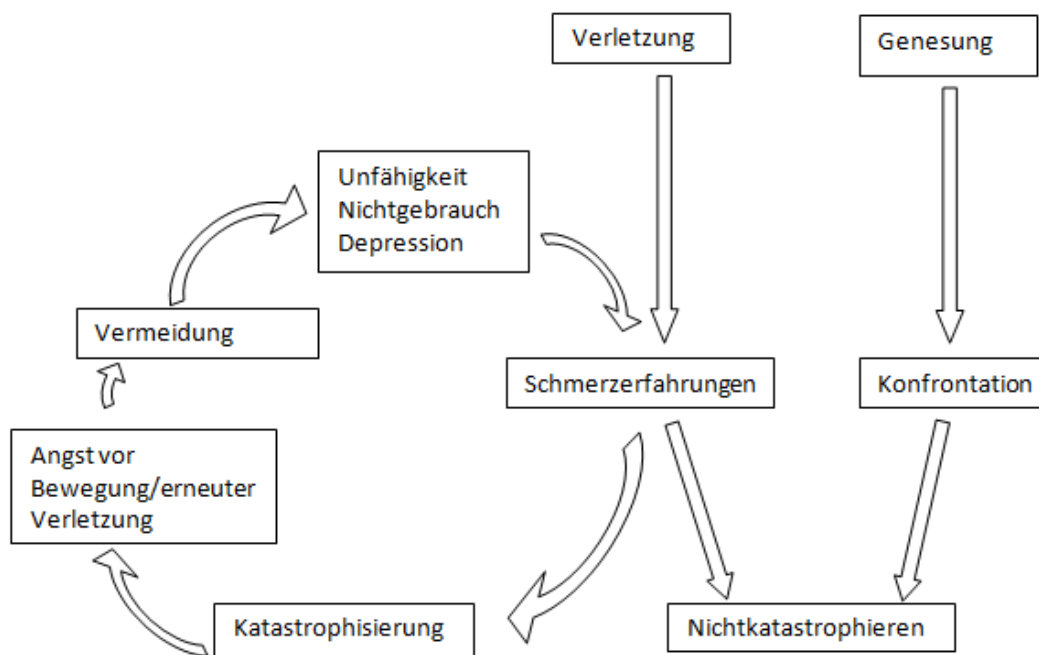 Verletzung
Genesung
Unfähigkeit
Nichtgebrauch
Depression
Vermeidung
Schmerzerfahrungen
Konfrontation
Angst vor
Bewegung/erneuter
Verletzung
Katastrophisierung
Nichtkatastrophieren